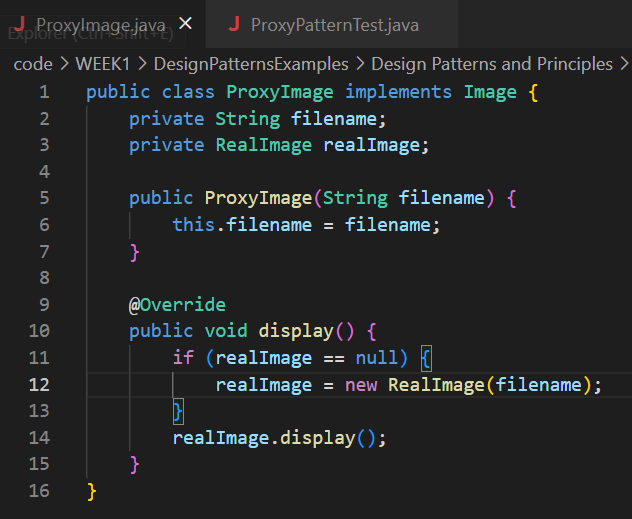 J ProxyImage.java × J ProxyPatternTest.java
Explorer (Ctrl+Shift+E)
code > WEEK1 > DesignPatternsExamples > Design Patterns and Principles >
1 public class ProxyImage implements Image {
2     private String filename;
3     private RealImage realImage;
4
5     public ProxyImage(String filename) {
6         this.filename = filename;
7     }
8
9     @Override
10     public void display() {
11         if (realImage == null) {
12             realImage = new RealImage(filename);
13         }
14         realImage.display();
15     }
16 }